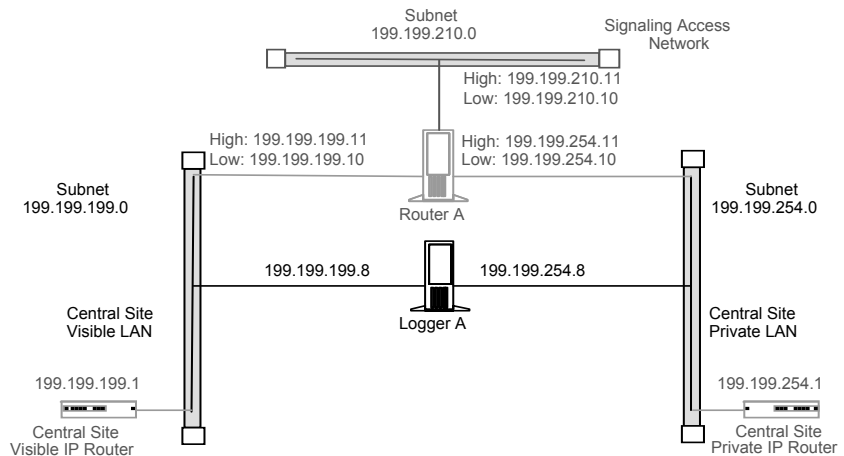 Subnet
199.199.210.0
Signaling Access
Network
High: 199.199.210.11
Low: 199.199.210.10
High: 199.199.199.11
Low: 199.199.199.10
High: 199.199.254.11
Low: 199.199.254.10
Subnet
199.199.199.0
Router A
Subnet
199.199.254.0
199.199.199.8
199.199.254.8
Logger A
Central Site
Visible LAN
Central Site
Private LAN
199.199.199.1
199.199.254.1
Central Site
Visible IP Router
Central Site
Private IP Router